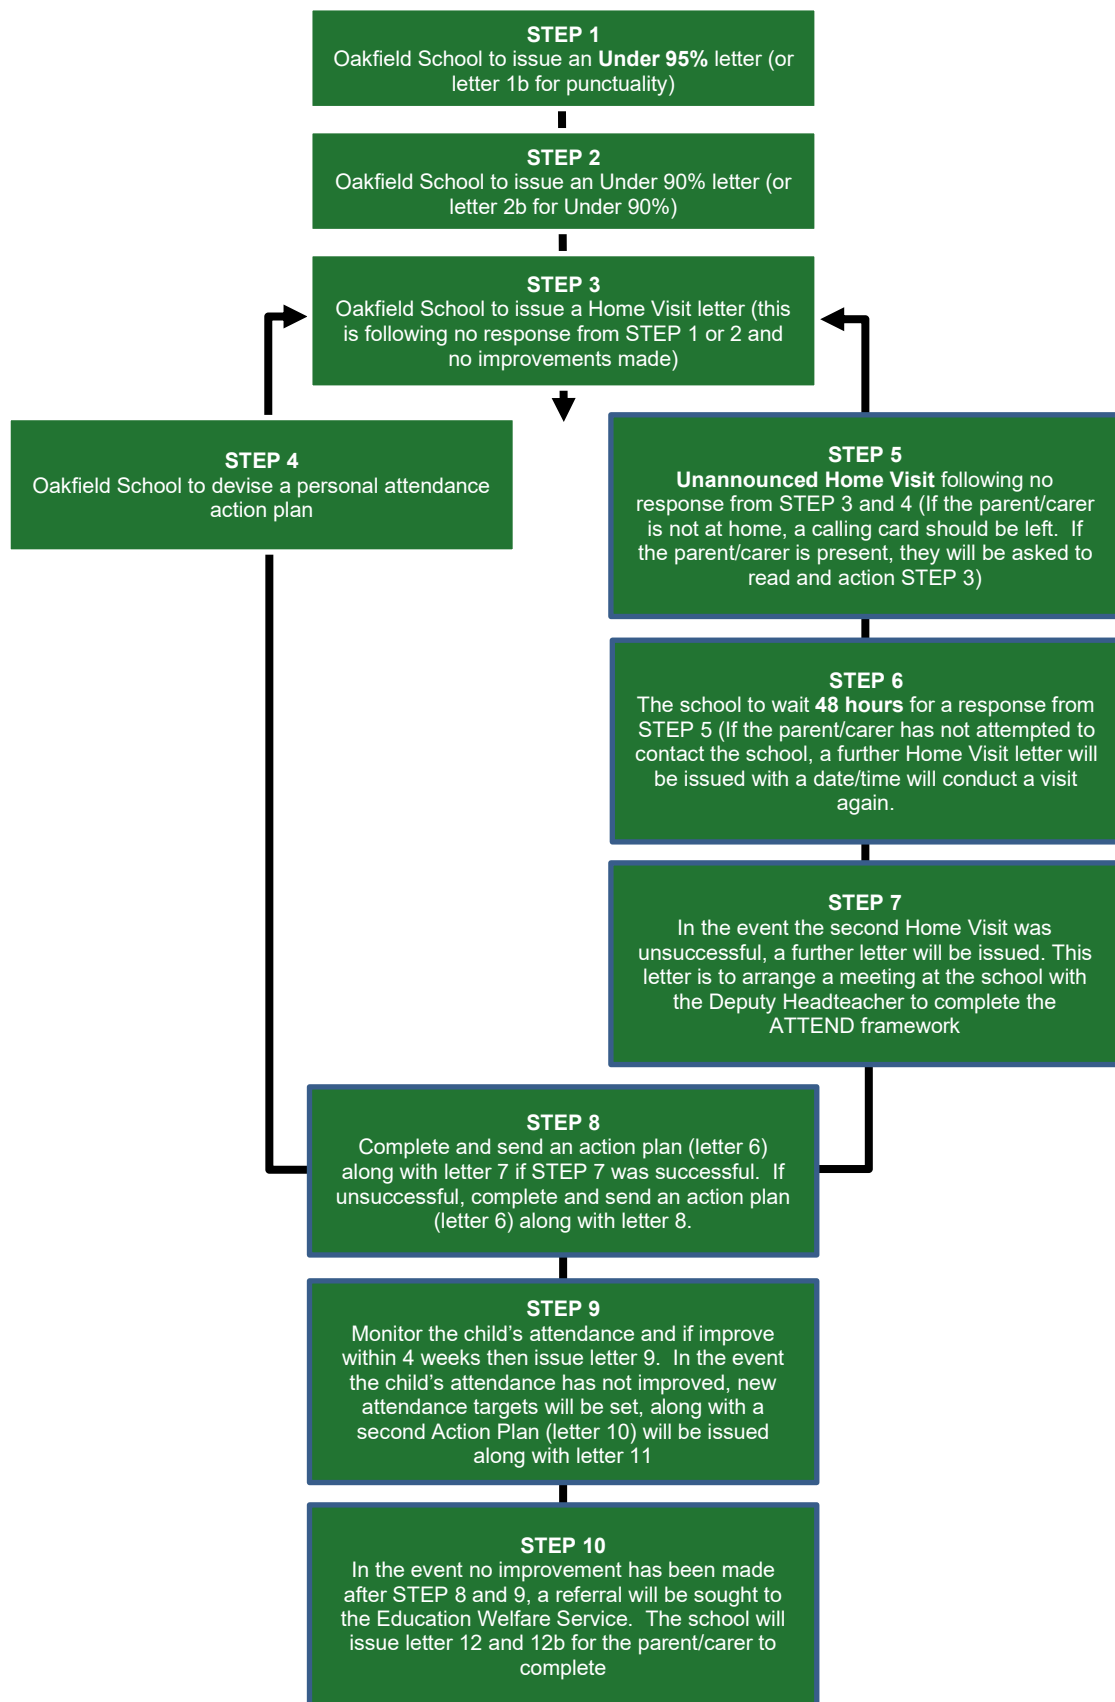 STEP 1
Oakfield School to issue an Under 95% letter (or
letter 1b for punctuality)
STEP 2
Oakfield School to issue an Under 90% letter (or
letter 2b for Under 90%)
STEP 3
Oakfield School to issue a Home Visit letter (this
is following no response from STEP 1 or 2 and
no improvements made)
STEP 4
Oakfield School to devise a personal attendance
action plan
STEP 5
Unannounced Home Visit following no
response from STEP 3 and 4 (If the parent/carer
is not at home, a calling card should be left.  If
the parent/carer is present, they will be asked to
read and action STEP 3)
STEP 6
The school to wait 48 hours for a response from
STEP 5 (If the parent/carer has not attempted to
contact the school, a further Home Visit letter will
be issued with a date/time will conduct a visit
again.
STEP 7
In the event the second Home Visit was
unsuccessful, a further letter will be issued. This
letter is to arrange a meeting at the school with
the Deputy Headteacher to complete the
ATTEND framework
STEP 8
Complete and send an action plan (letter 6)
along with letter 7 if STEP 7 was successful.  If
unsuccessful, complete and send an action plan
(letter 6) along with letter 8.
STEP 9
Monitor the child’s attendance and if improve
within 4 weeks then issue letter 9.  In the event
the child’s attendance has not improved, new
attendance targets will be set, along with a
second Action Plan (letter 10) will be issued
along with letter 11
STEP 10
In the event no improvement has been made
after STEP 8 and 9, a referral will be sought to
the Education Welfare Service.  The school will
issue letter 12 and 12b for the parent/carer to
complete